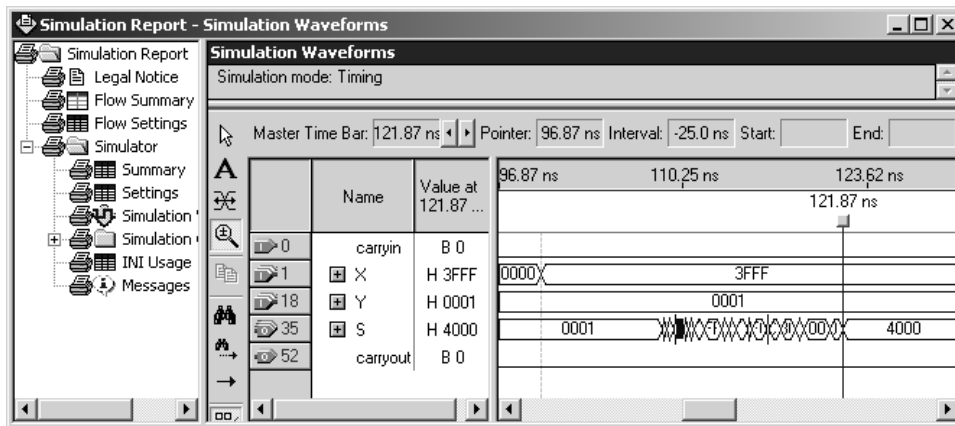 Simulation Report - Simulation Waveforms
Simulation Report
Legal Notice
Flow Summary
Flow Settings
Simulator
Summary
Settings
Simulation
Simulation
INI Usage
Messages
Simulation Waveforms
Simulation mode: Timing
Master Time Bar: 121.87 ns Pointer: 96.87 ns Interval: -25.0 ns Start: End:
Name Value at 121.87 ...
96.87 ns 110.25 ns 123.62 ns
121.87 ns
0 carryin B 0
1 X H 3FFF 0000 3FFF
18 Y H 0001 0001
35 S H 4000 0001 4000
52 carryout B 0